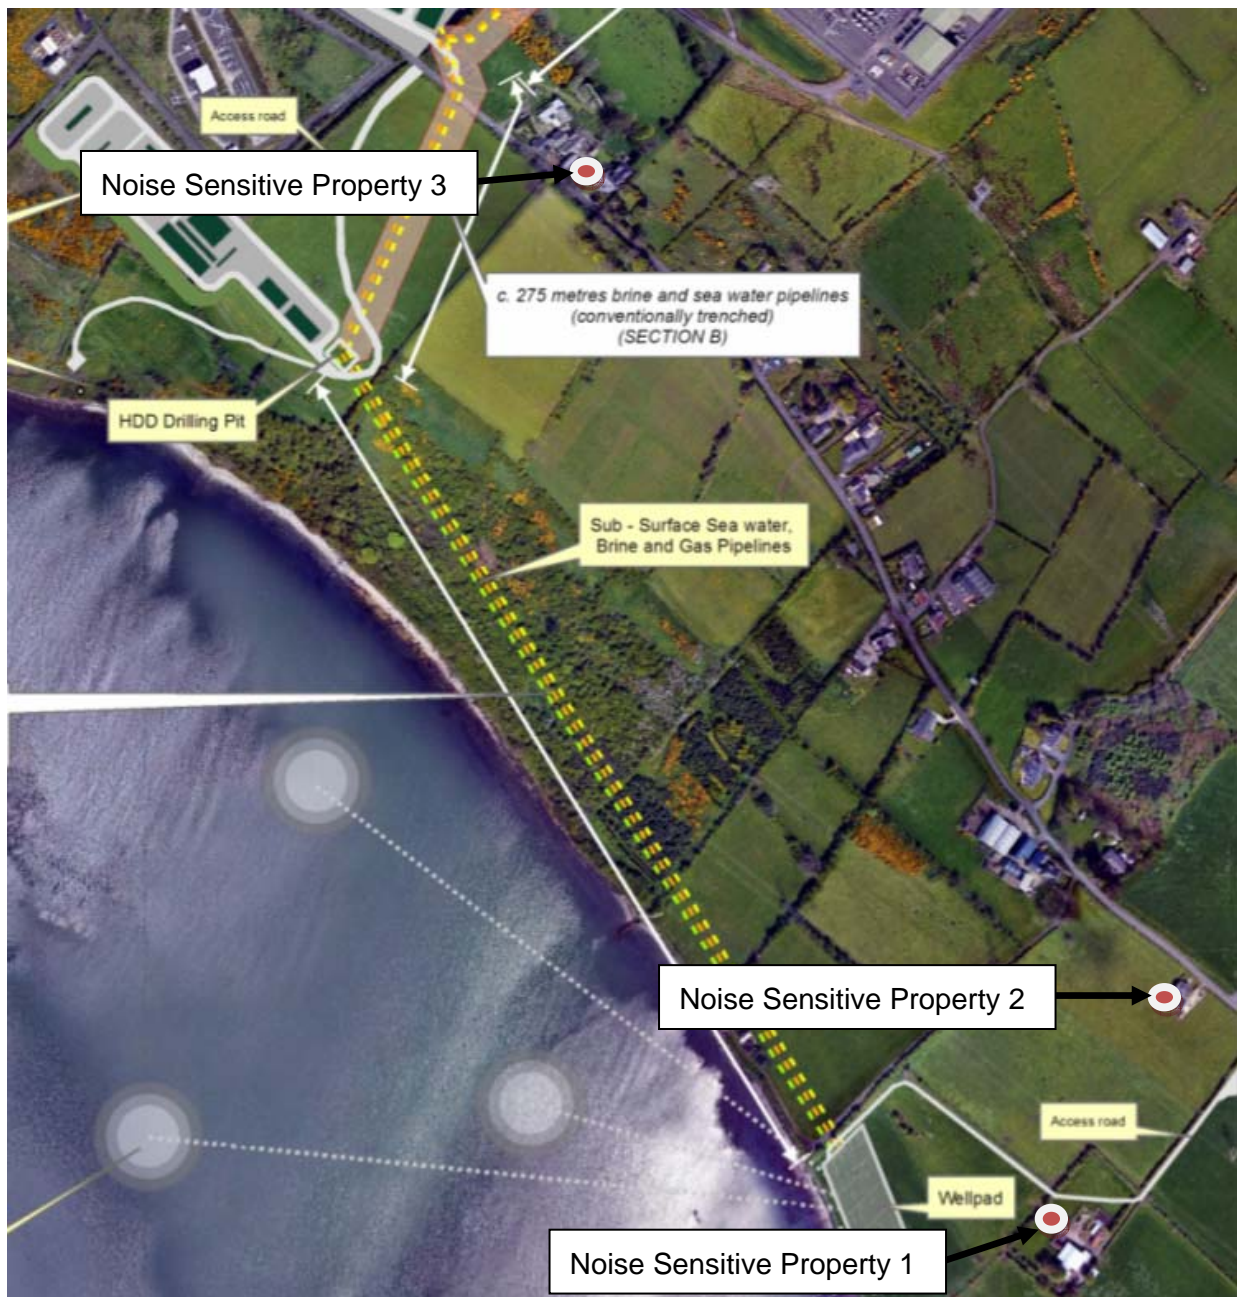 Access road
Noise Sensitive Property 3
c. 275 metres brine and sea water pipelines
(conventionally trenched)
(SECTION B)
HDD Drilling Pit
Sub - Surface Sea water,
Brine and Gas Pipelines
Noise Sensitive Property 2
Access road
Wellpad
Noise Sensitive Property 1